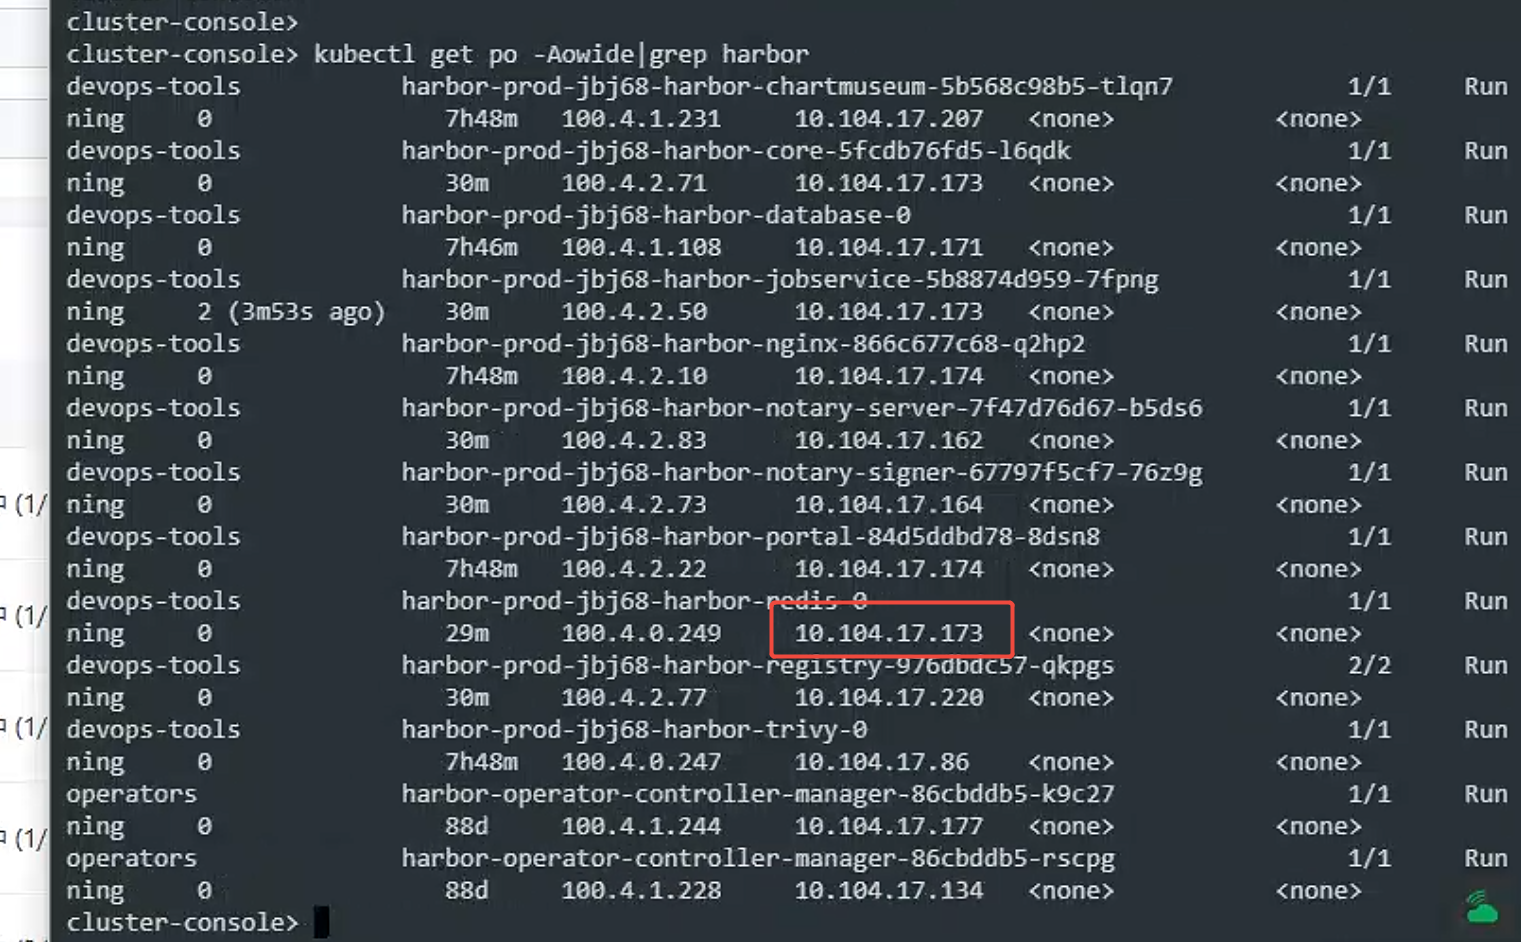 cluster-console>
cluster-console> kubectl get po -Aowide|grep harbor
devops-tools harbor-prod-jbj68-harbor-chartmuseum-5b568c98b5-tlqn7 1/1 Run
ning 0 7h48m 100.4.1.231 10.104.17.207 <none> <none>
devops-tools harbor-prod-jbj68-harbor-core-5fcdb76fd5-l6qdk 1/1 Run
ning 0 30m 100.4.2.71 10.104.17.173 <none> <none>
devops-tools harbor-prod-jbj68-harbor-database-0 1/1 Run
ning 0 7h46m 100.4.1.108 10.104.17.171 <none> <none>
devops-tools harbor-prod-jbj68-harbor-jobservice-5b8874d959-7fpng 1/1 Run
ning 2 (3m53s ago) 30m 100.4.2.50 10.104.17.173 <none> <none>
devops-tools harbor-prod-jbj68-harbor-nginx-866c677c68-q2hp2 1/1 Run
ning 0 7h48m 100.4.2.10 10.104.17.174 <none> <none>
devops-tools harbor-prod-jbj68-harbor-notary-server-7f47d76d67-b5ds6 1/1 Run
ning 0 30m 100.4.2.83 10.104.17.162 <none> <none>
devops-tools harbor-prod-jbj68-harbor-notary-signer-67797f5cf7-76z9g 1/1 Run
(1/ ning 0 30m 100.4.2.73 10.104.17.164 <none> <none>
devops-tools harbor-prod-jbj68-harbor-portal-84d5ddbd78-8dsn8 1/1 Run
ning 0 7h48m 100.4.2.22 10.104.17.174 <none> <none>
devops-tools harbor-prod-jbj68-harbor-redis-0 1/1 Run
(1/ ning 0 29m 100.4.0.249 10.104.17.173 <none> <none>
devops-tools harbor-prod-jbj68-harbor-registry-976dbdc57-qkpgs 2/2 Run
ning 0 30m 100.4.2.77 10.104.17.220 <none> <none>
(1/ devops-tools harbor-prod-jbj68-harbor-trivy-0 1/1 Run
ning 0 7h48m 100.4.0.247 10.104.17.86 <none> <none>
operators harbor-operator-controller-manager-86cbddb5-k9c27 1/1 Run
(1/ ning 0 88d 100.4.1.244 10.104.17.177 <none> <none>
operators harbor-operator-controller-manager-86cbddb5-rscpg 1/1 Run
ning 0 88d 100.4.1.228 10.104.17.134 <none> <none>
cluster-console>